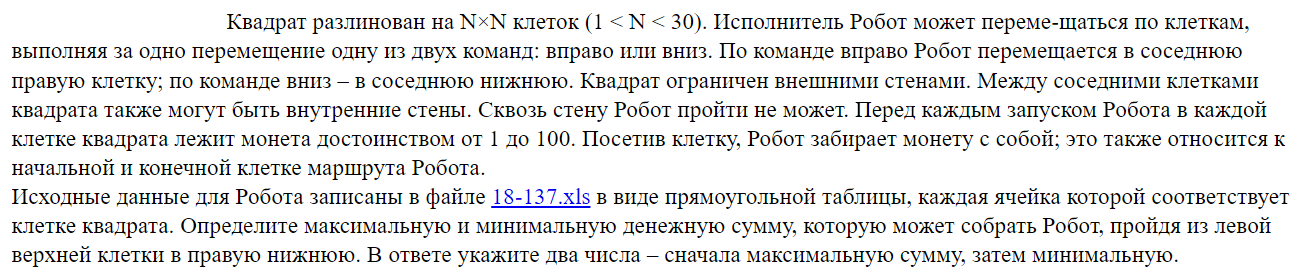 Квадрат разлинован на N×N клеток (1 < N < 30). Исполнитель Робот может переме-щаться по клеткам,
выполняя за одно перемещение одну из двух команд: вправо или вниз. По команде вправо Робот перемещается в соседнюю
правую клетку; по команде вниз – в соседнюю нижнюю. Квадрат ограничен внешними стенами. Между соседними клетками
квадрата также могут быть внутренние стены. Сквозь стену Робот пройти не может. Перед каждым запуском Робота в каждой
клетке квадрата лежит монета достоинством от 1 до 100. Посетив клетку, Робот забирает монету с собой; это также относится к
начальной и конечной клетке маршрута Робота.
Исходные данные для Робота записаны в файле 18-137.xls в виде прямоугольной таблицы, каждая ячейка которой соответствует
клетке квадрата. Определите максимальную и минимальную денежную сумму, которую может собрать Робот, пройдя из левой
верхней клетки в правую нижнюю. В ответе укажите два числа – сначала максимальную сумму, затем минимальную.